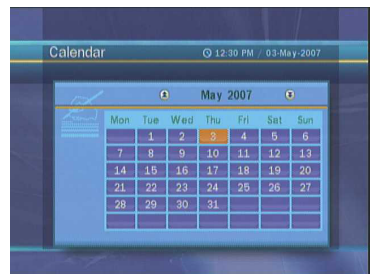 Calendar 12:30 PM / 03-May-2007
May 2007
Mon Tue Wed Thu Fri Sat Sun
1 2 3 4 5 6
7 8 9 10 11 12 13
14 15 16 17 18 19 20
21 22 23 24 25 26 27
28 29 30 31